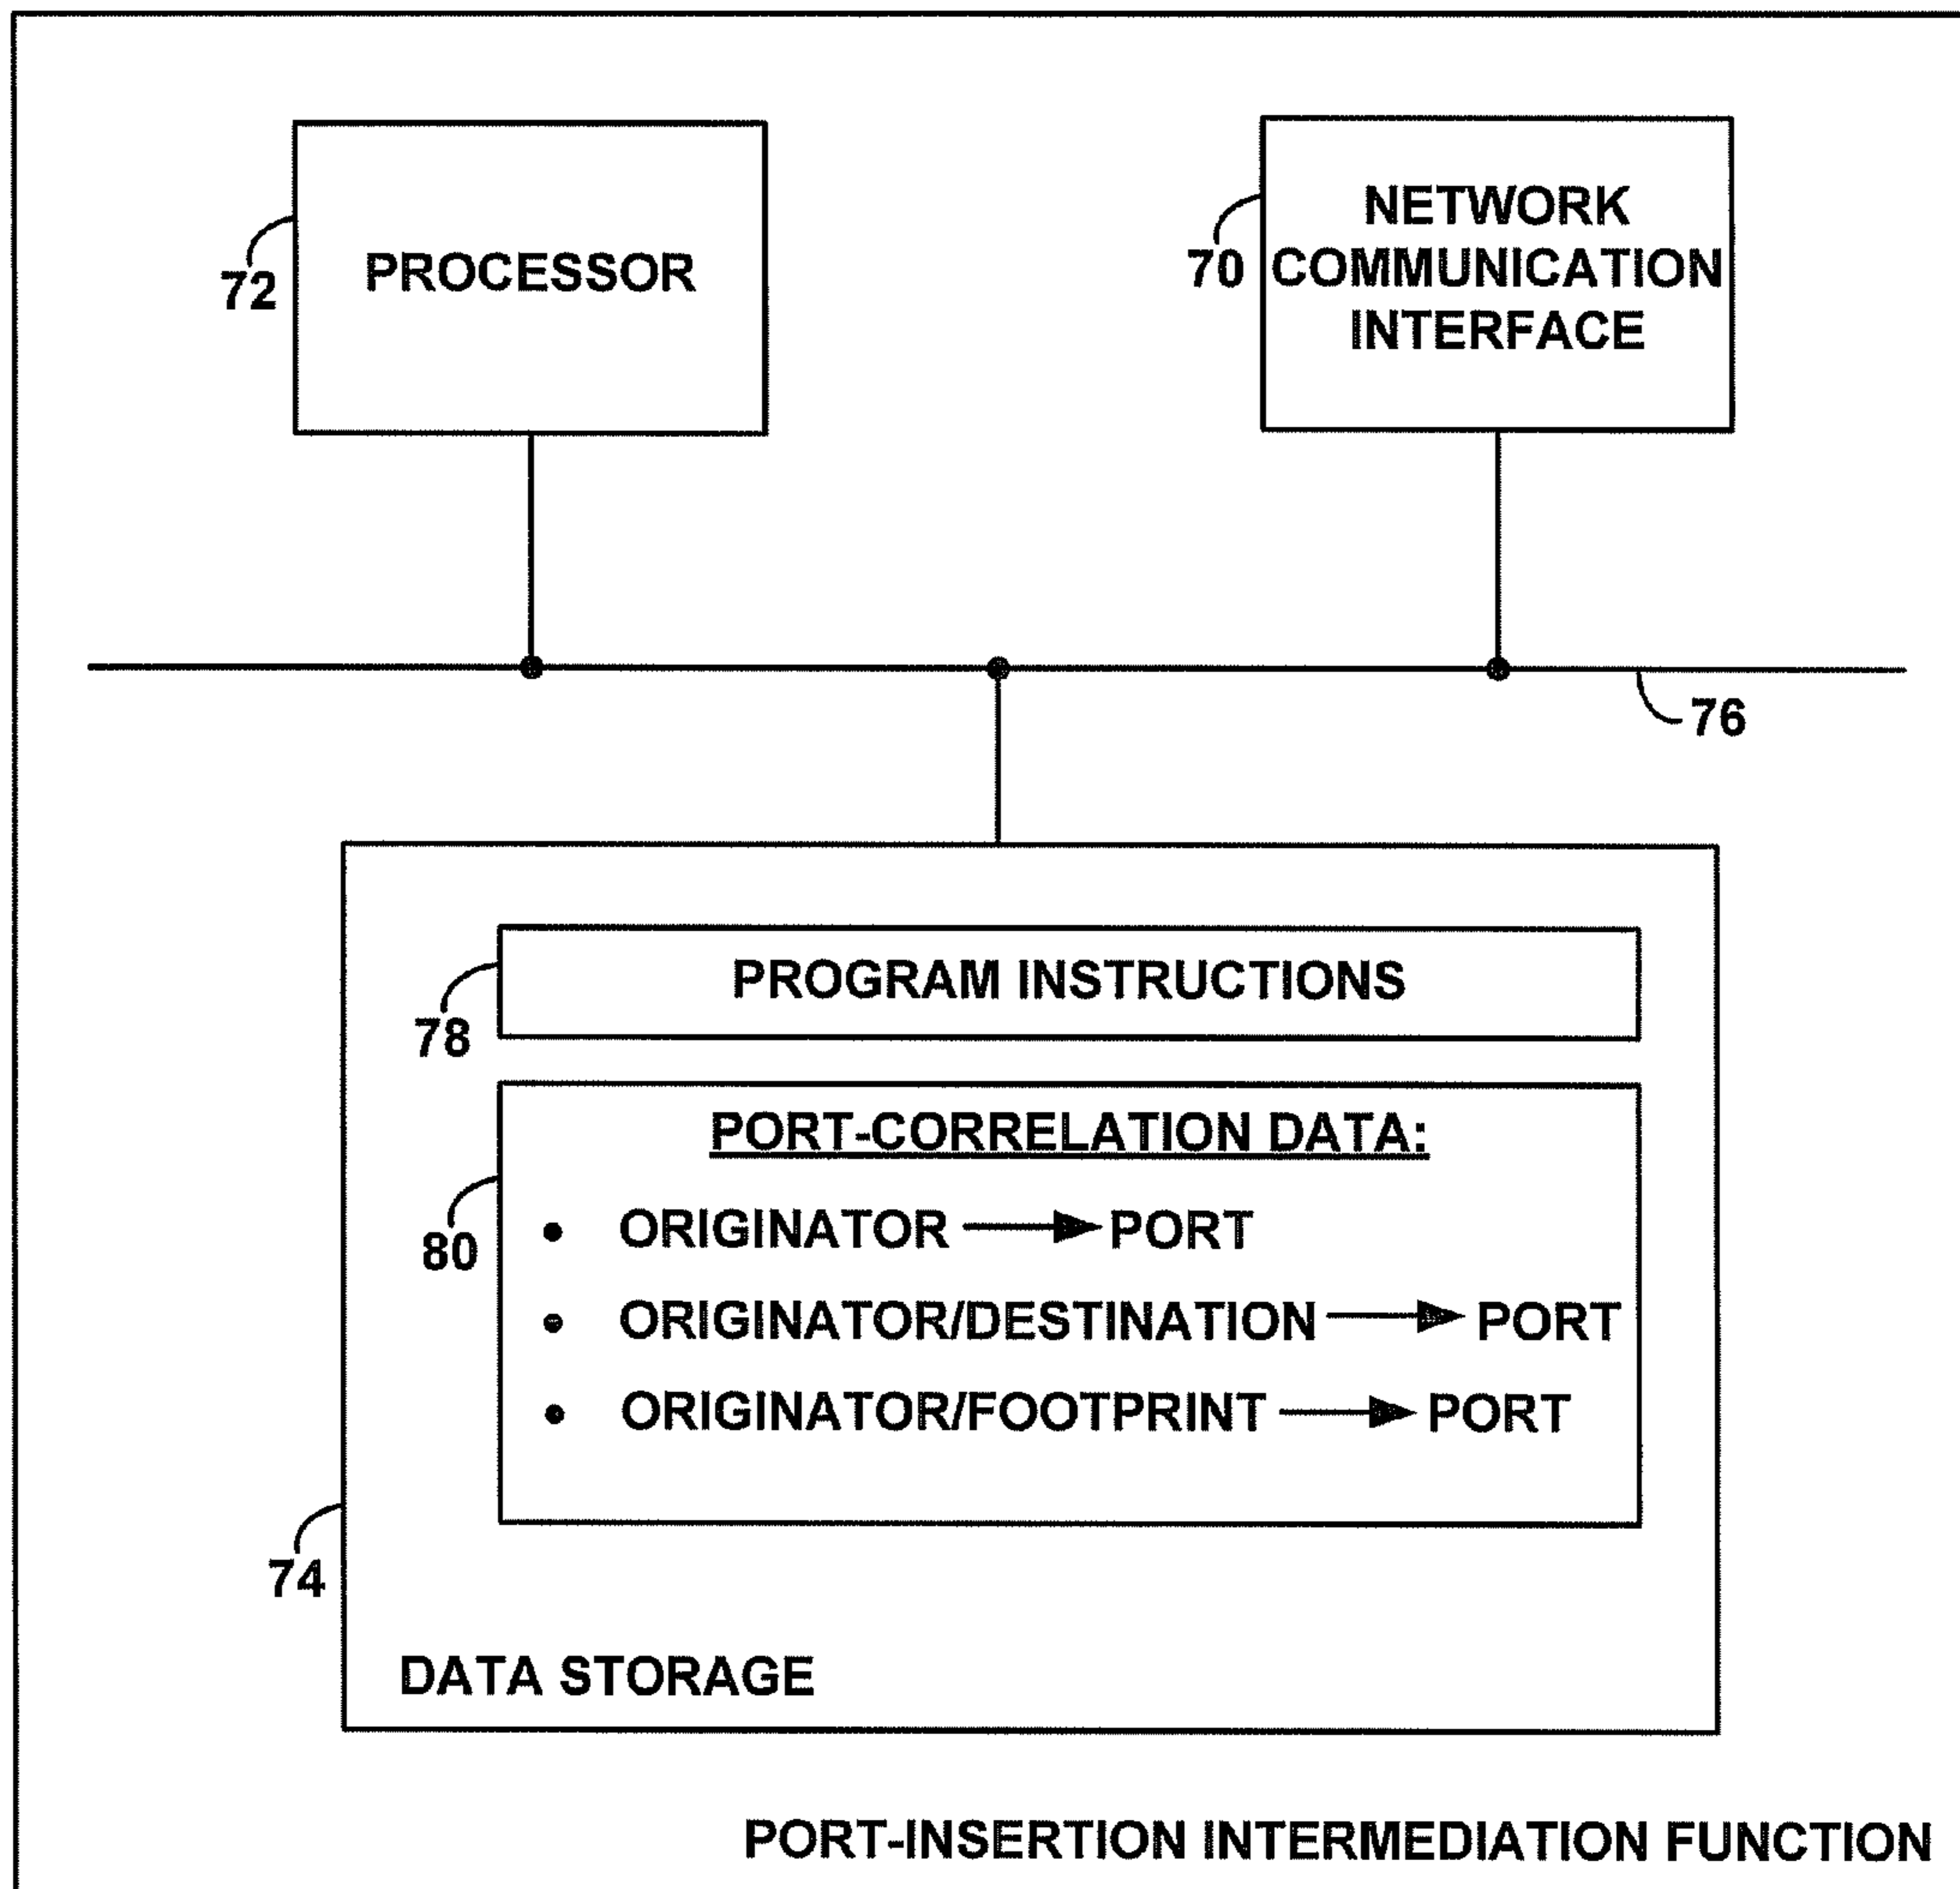 PROCESSOR
72
NETWORK
COMMUNICATION
INTERFACE
70
76
PROGRAM INSTRUCTIONS
78
PORT-CORRELATION DATA:
• ORIGINATOR → PORT
• ORIGINATOR/DESTINATION → PORT
• ORIGINATOR/FOOTPRINT → PORT
80
74
DATA STORAGE
PORT-INSERTION INTERMEDIATION FUNCTION